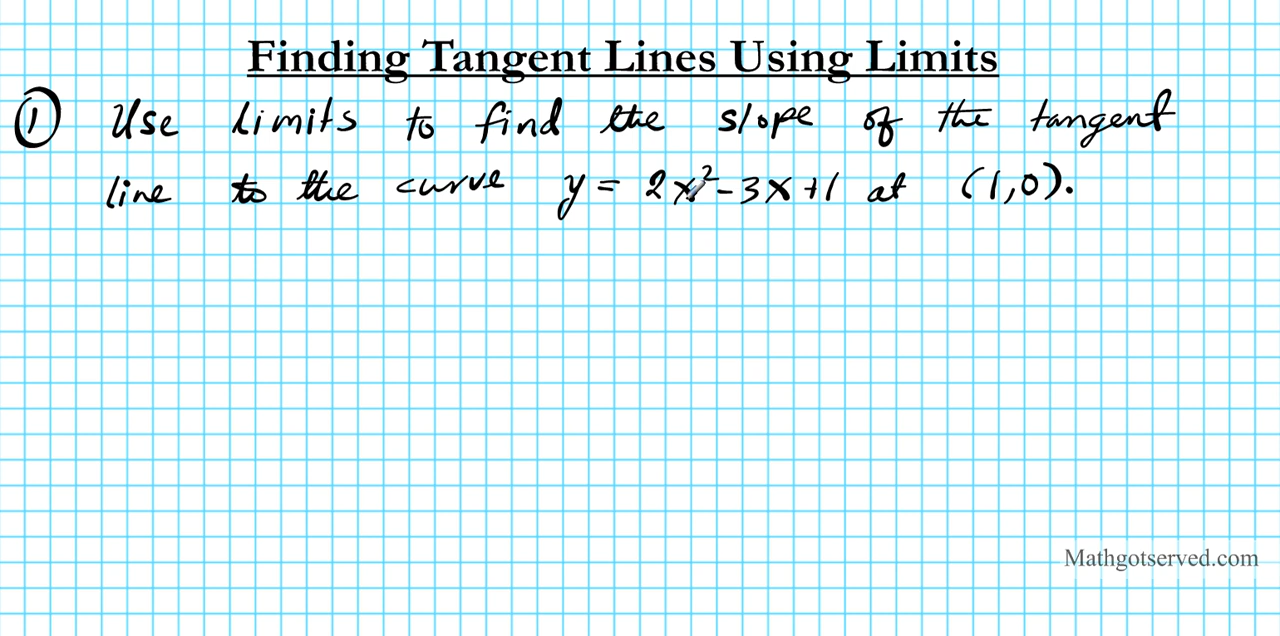 Finding Tangent Lines Using Limits
① Use limits to find the slope of the tangent
line to the curve y = 2x²-3x+1 at (1,0).
Mathgotserved.com